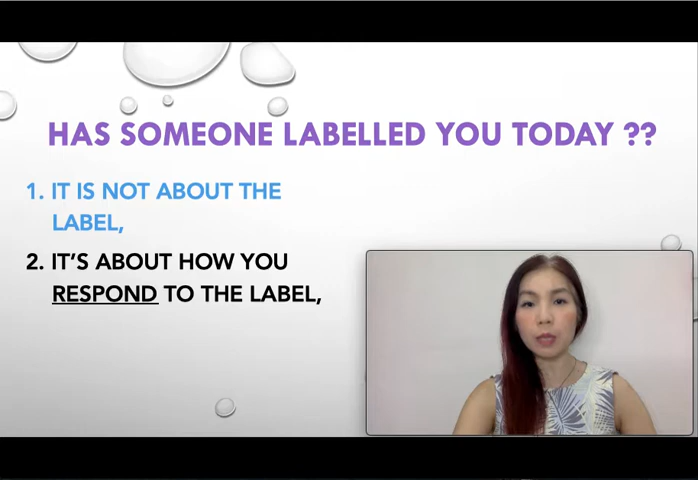 HAS SOMEONE LABELLED YOU TODAY ??
1. IT IS NOT ABOUT THE
LABEL,
2. IT'S ABOUT HOW YOU
RESPOND TO THE LABEL,